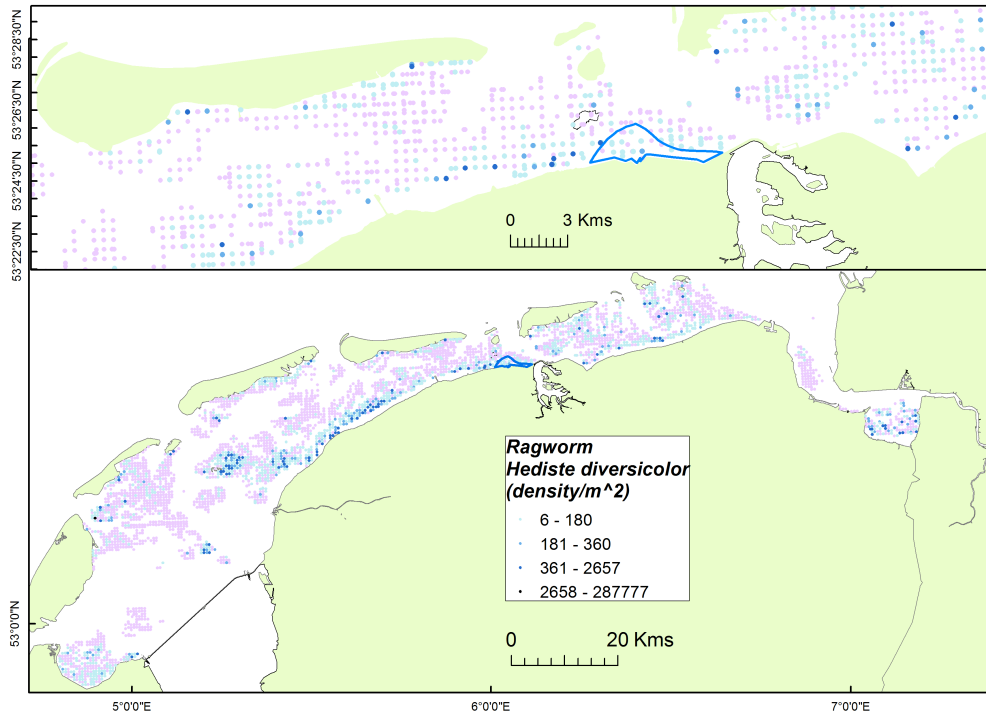 53°28'30"N
53°26'30"N
53°24'30"N
53°22'30"N
0 3 Kms
Ragworm
Hediste diversicolor
(density/m^2)
6 - 180
181 - 360
361 - 2657
2658 - 287777
0 20 Kms
53°0'0"N
5°0'0"E
6°0'0"E
7°0'0"E